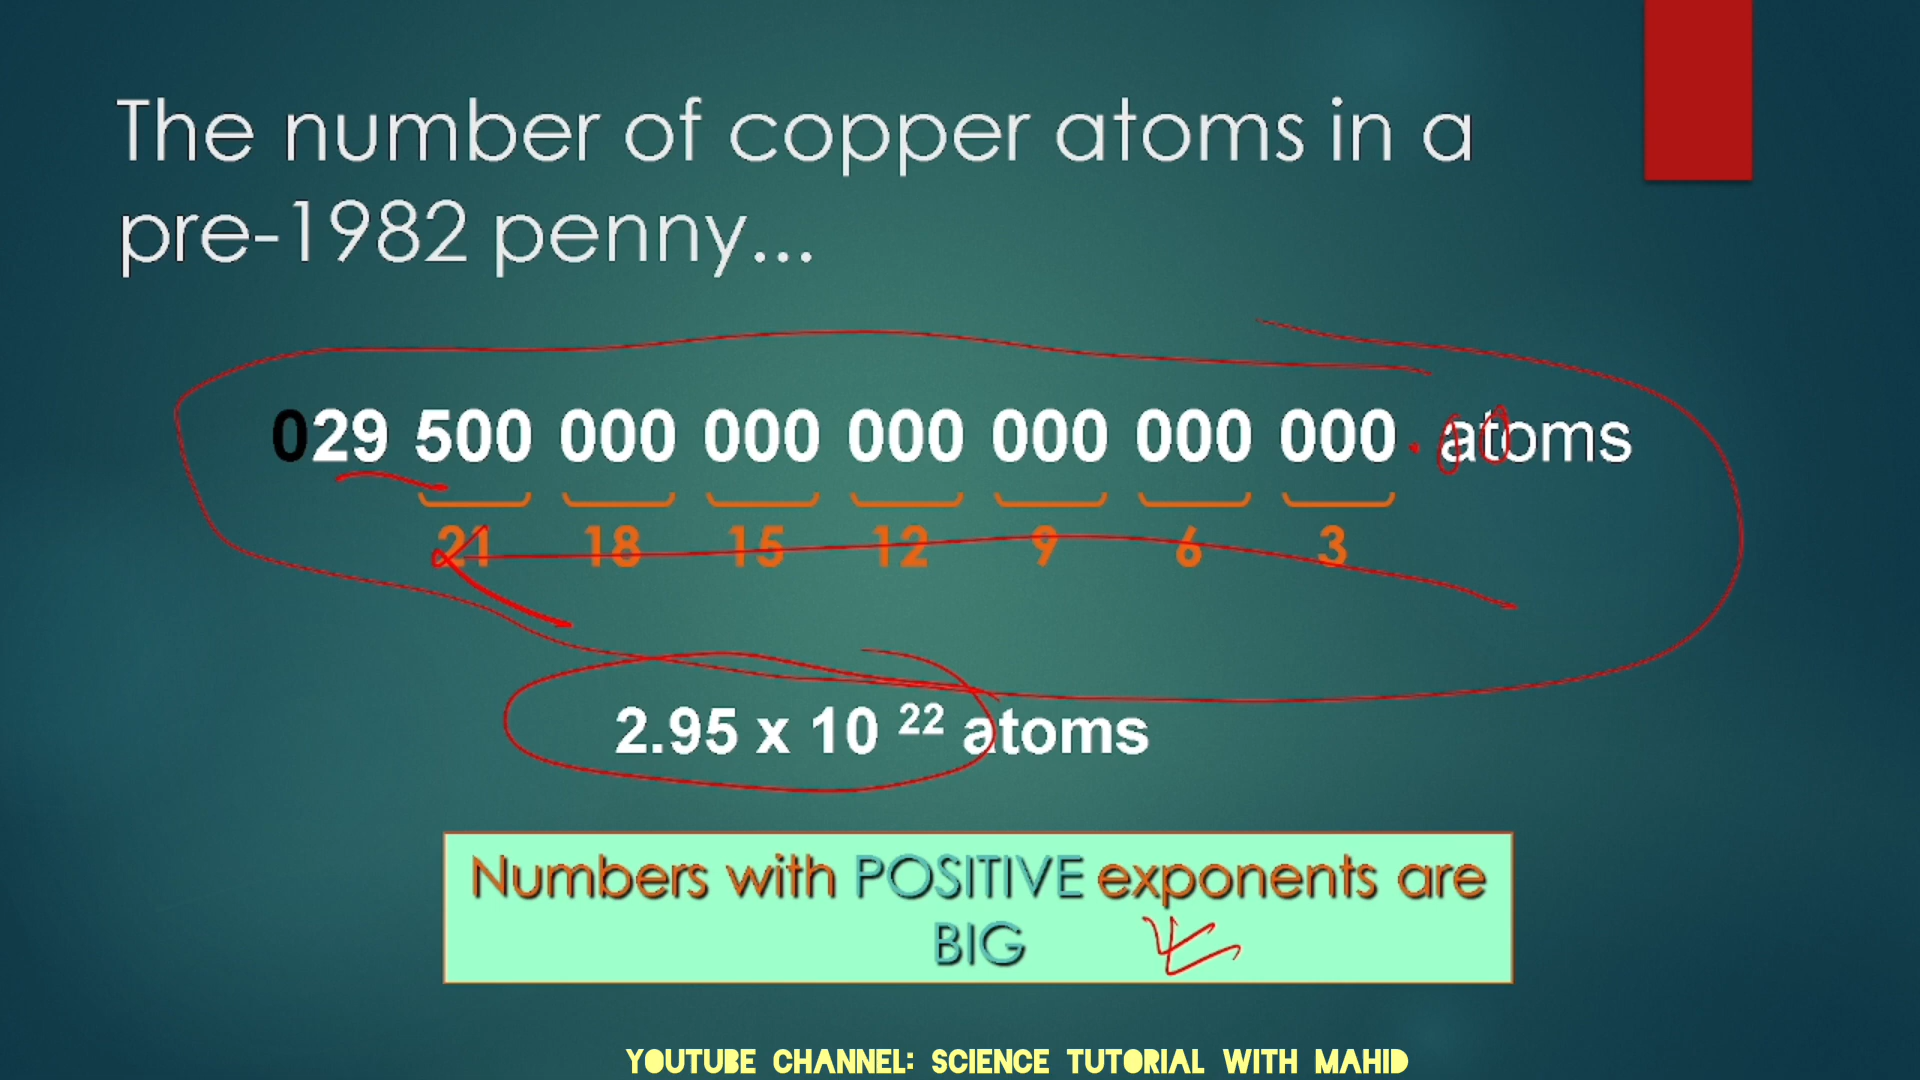 The number of copper atoms in a
pre-1982 penny...
029 500 000 000 000 000 000 000. atoms
21 18 15 12 9 6 3
2.95 x 10 22 atoms
Numbers with POSITIVE exponents are
BIG
YOUTUBE CHANNEL: SCIENCE TUTORIAL WITH MAHID